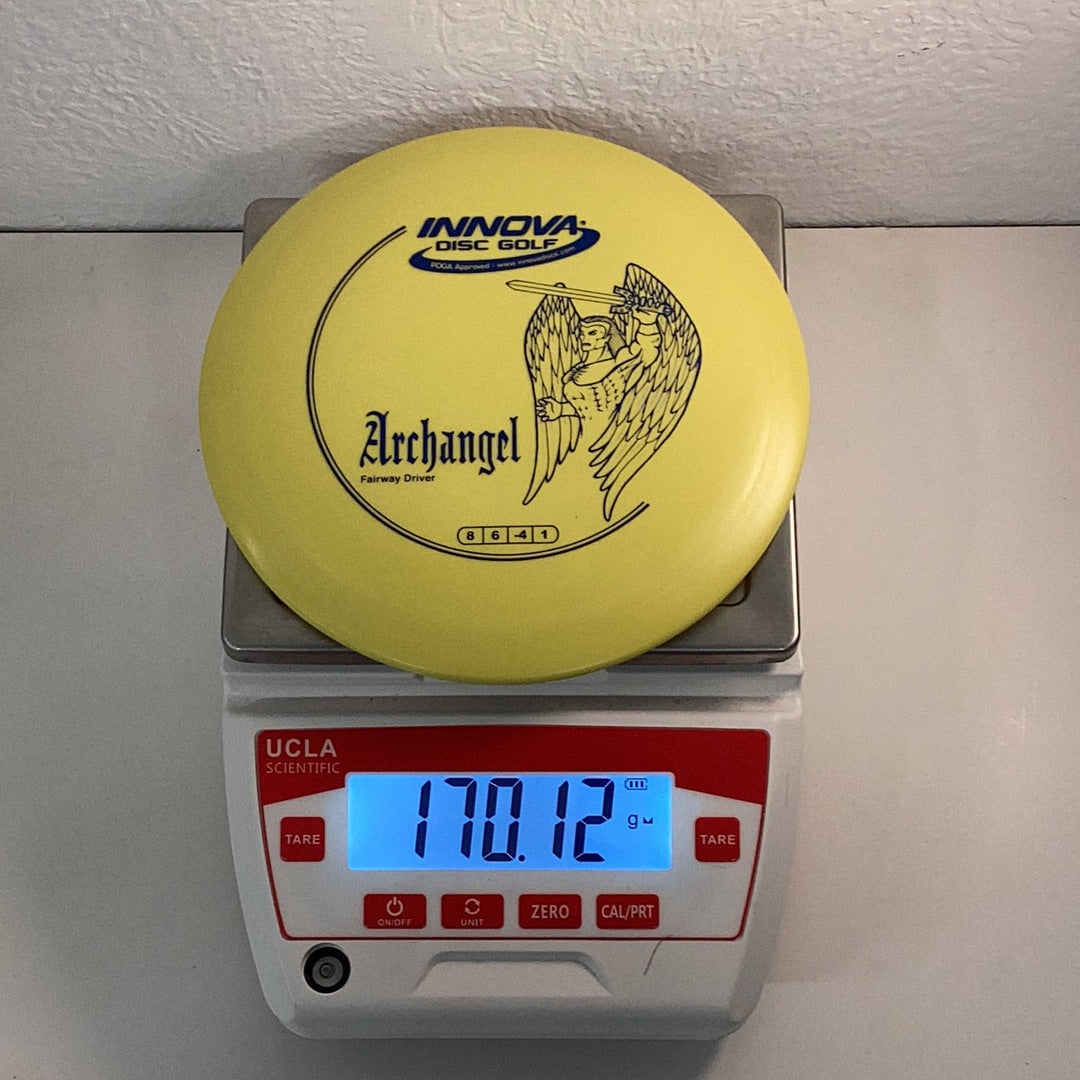 INNOVA
DISC GOLF
PDGA Approved - www.innovadiscs.com
Archangel
Fairway Driver
8 6 -4 1
UCLA
SCIENTIFIC
170.12 g
TARE
TARE
ON/OFF
UNIT
ZERO
CAL/PRT